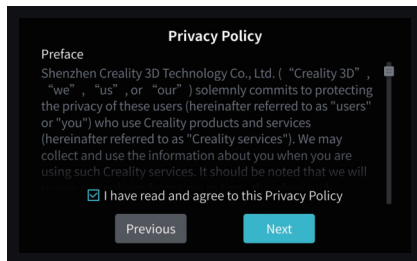 Privacy Policy
Preface
Shenzhen Creality 3D Technology Co., Ltd. ( “Creality 3D” ,
“we” , “us” , or “our” ) solemnly commits to protecting
the privacy of these users (hereinafter referred to as "users"
or "you") who use Creality products and services
(hereinafter referred to as "Creality services"). We may
collect and use the information about you when you are
using such Creality services. It should be noted that we will
I have read and agree to this Privacy Policy
Previous
Next